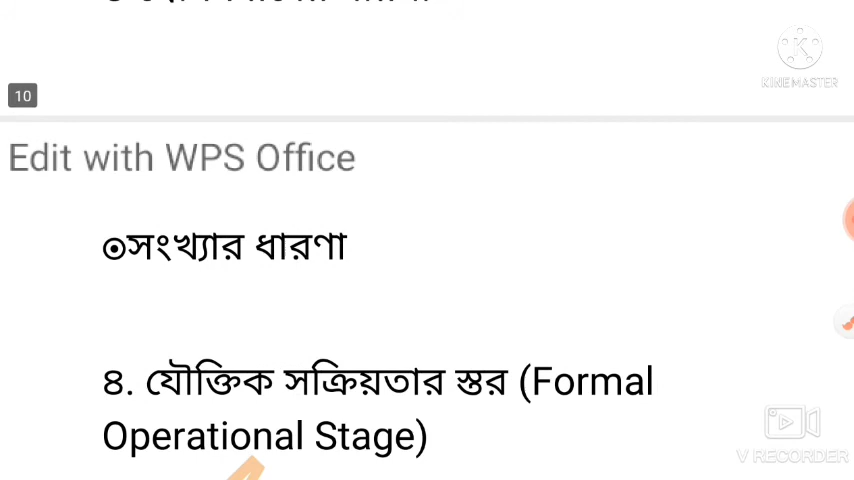 KINEMASTER
10
Edit with WPS Office
⊙সংখ্যার ধারণা
৪. যৌক্তিক সক্রিয়তার স্তর (Formal
Operational Stage)
V RECORDER